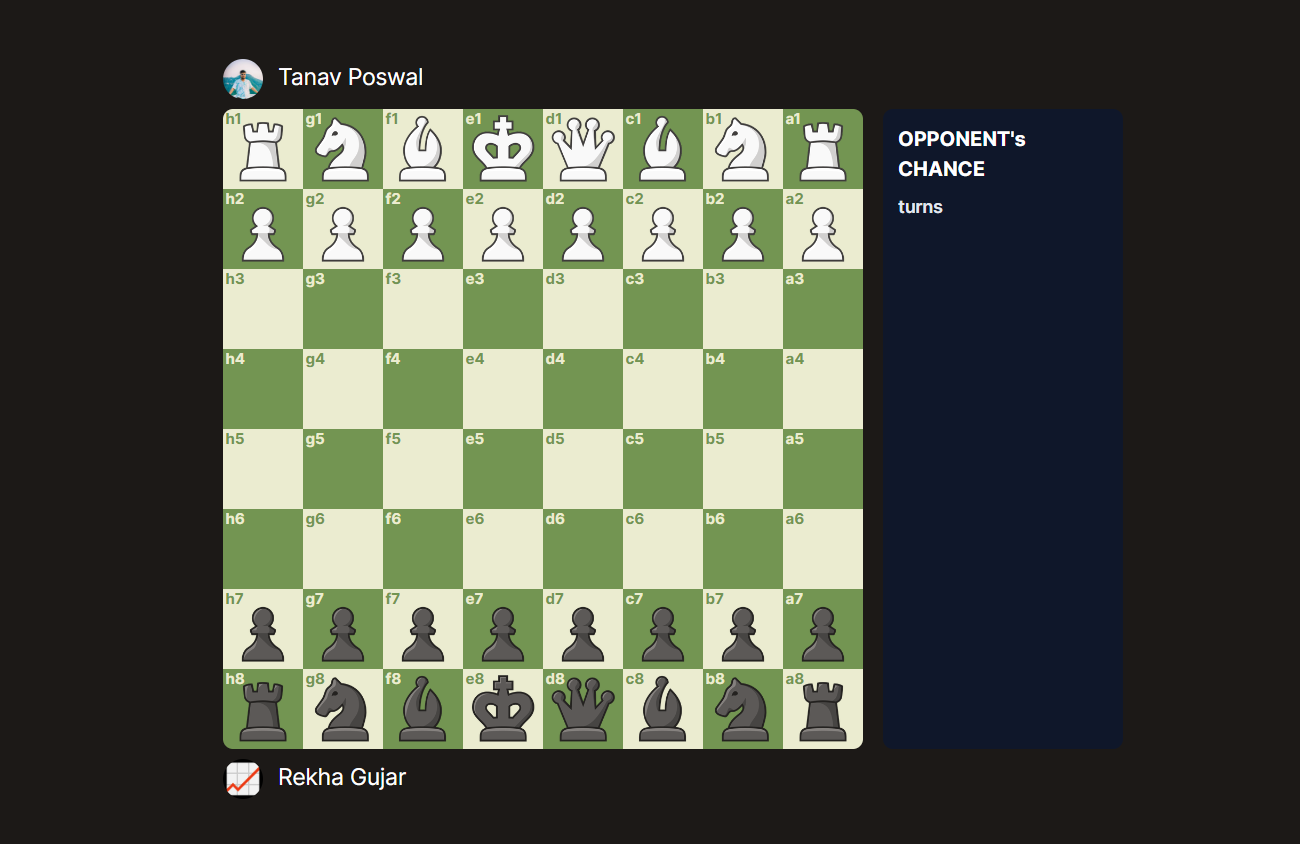 Tanav Poswal
h1 g1 f1 e1 d1 c1 b1 a1
h2 g2 f2 e2 d2 c2 b2 a2
h3 g3 f3 e3 d3 c3 b3 a3
h4 g4 f4 e4 d4 c4 b4 a4
h5 g5 f5 e5 d5 c5 b5 a5
h6 g6 f6 e6 d6 c6 b6 a6
h7 g7 f7 e7 d7 c7 b7 a7
h8 g8 f8 e8 d8 c8 b8 a8
Rekha Gujar
OPPONENT's
CHANCE
turns